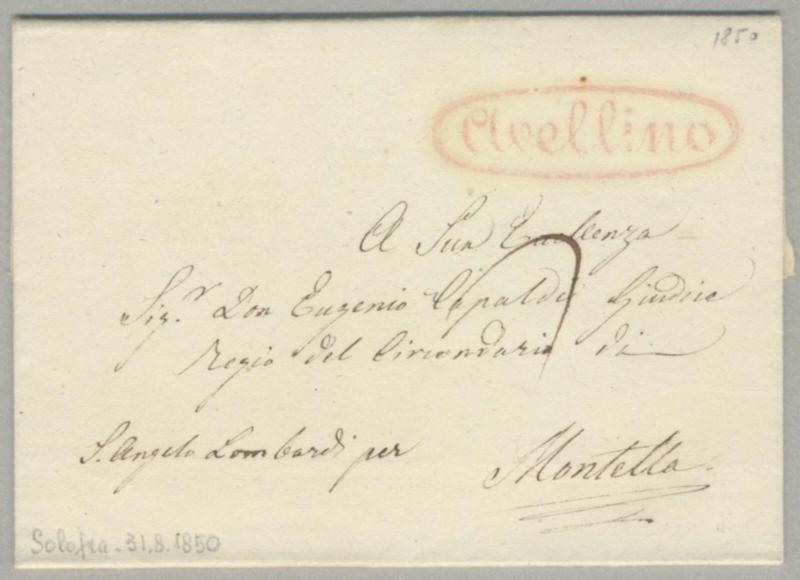 1850
Avellino
A Sua Eccellenza
Sig.r Don Eugenio Capaldi Giudice
Regio del Circondario di
S. Angelo Lombardi per Montella
Solofra - 31.8.1850